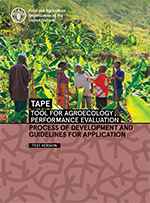 Food and Agriculture
Organization of the
United Nations
TAPE
TOOL FOR AGROECOLOGY
PERFORMANCE EVALUATION
PROCESS OF DEVELOPMENT AND
GUIDELINES FOR APPLICATION
TEST VERSION